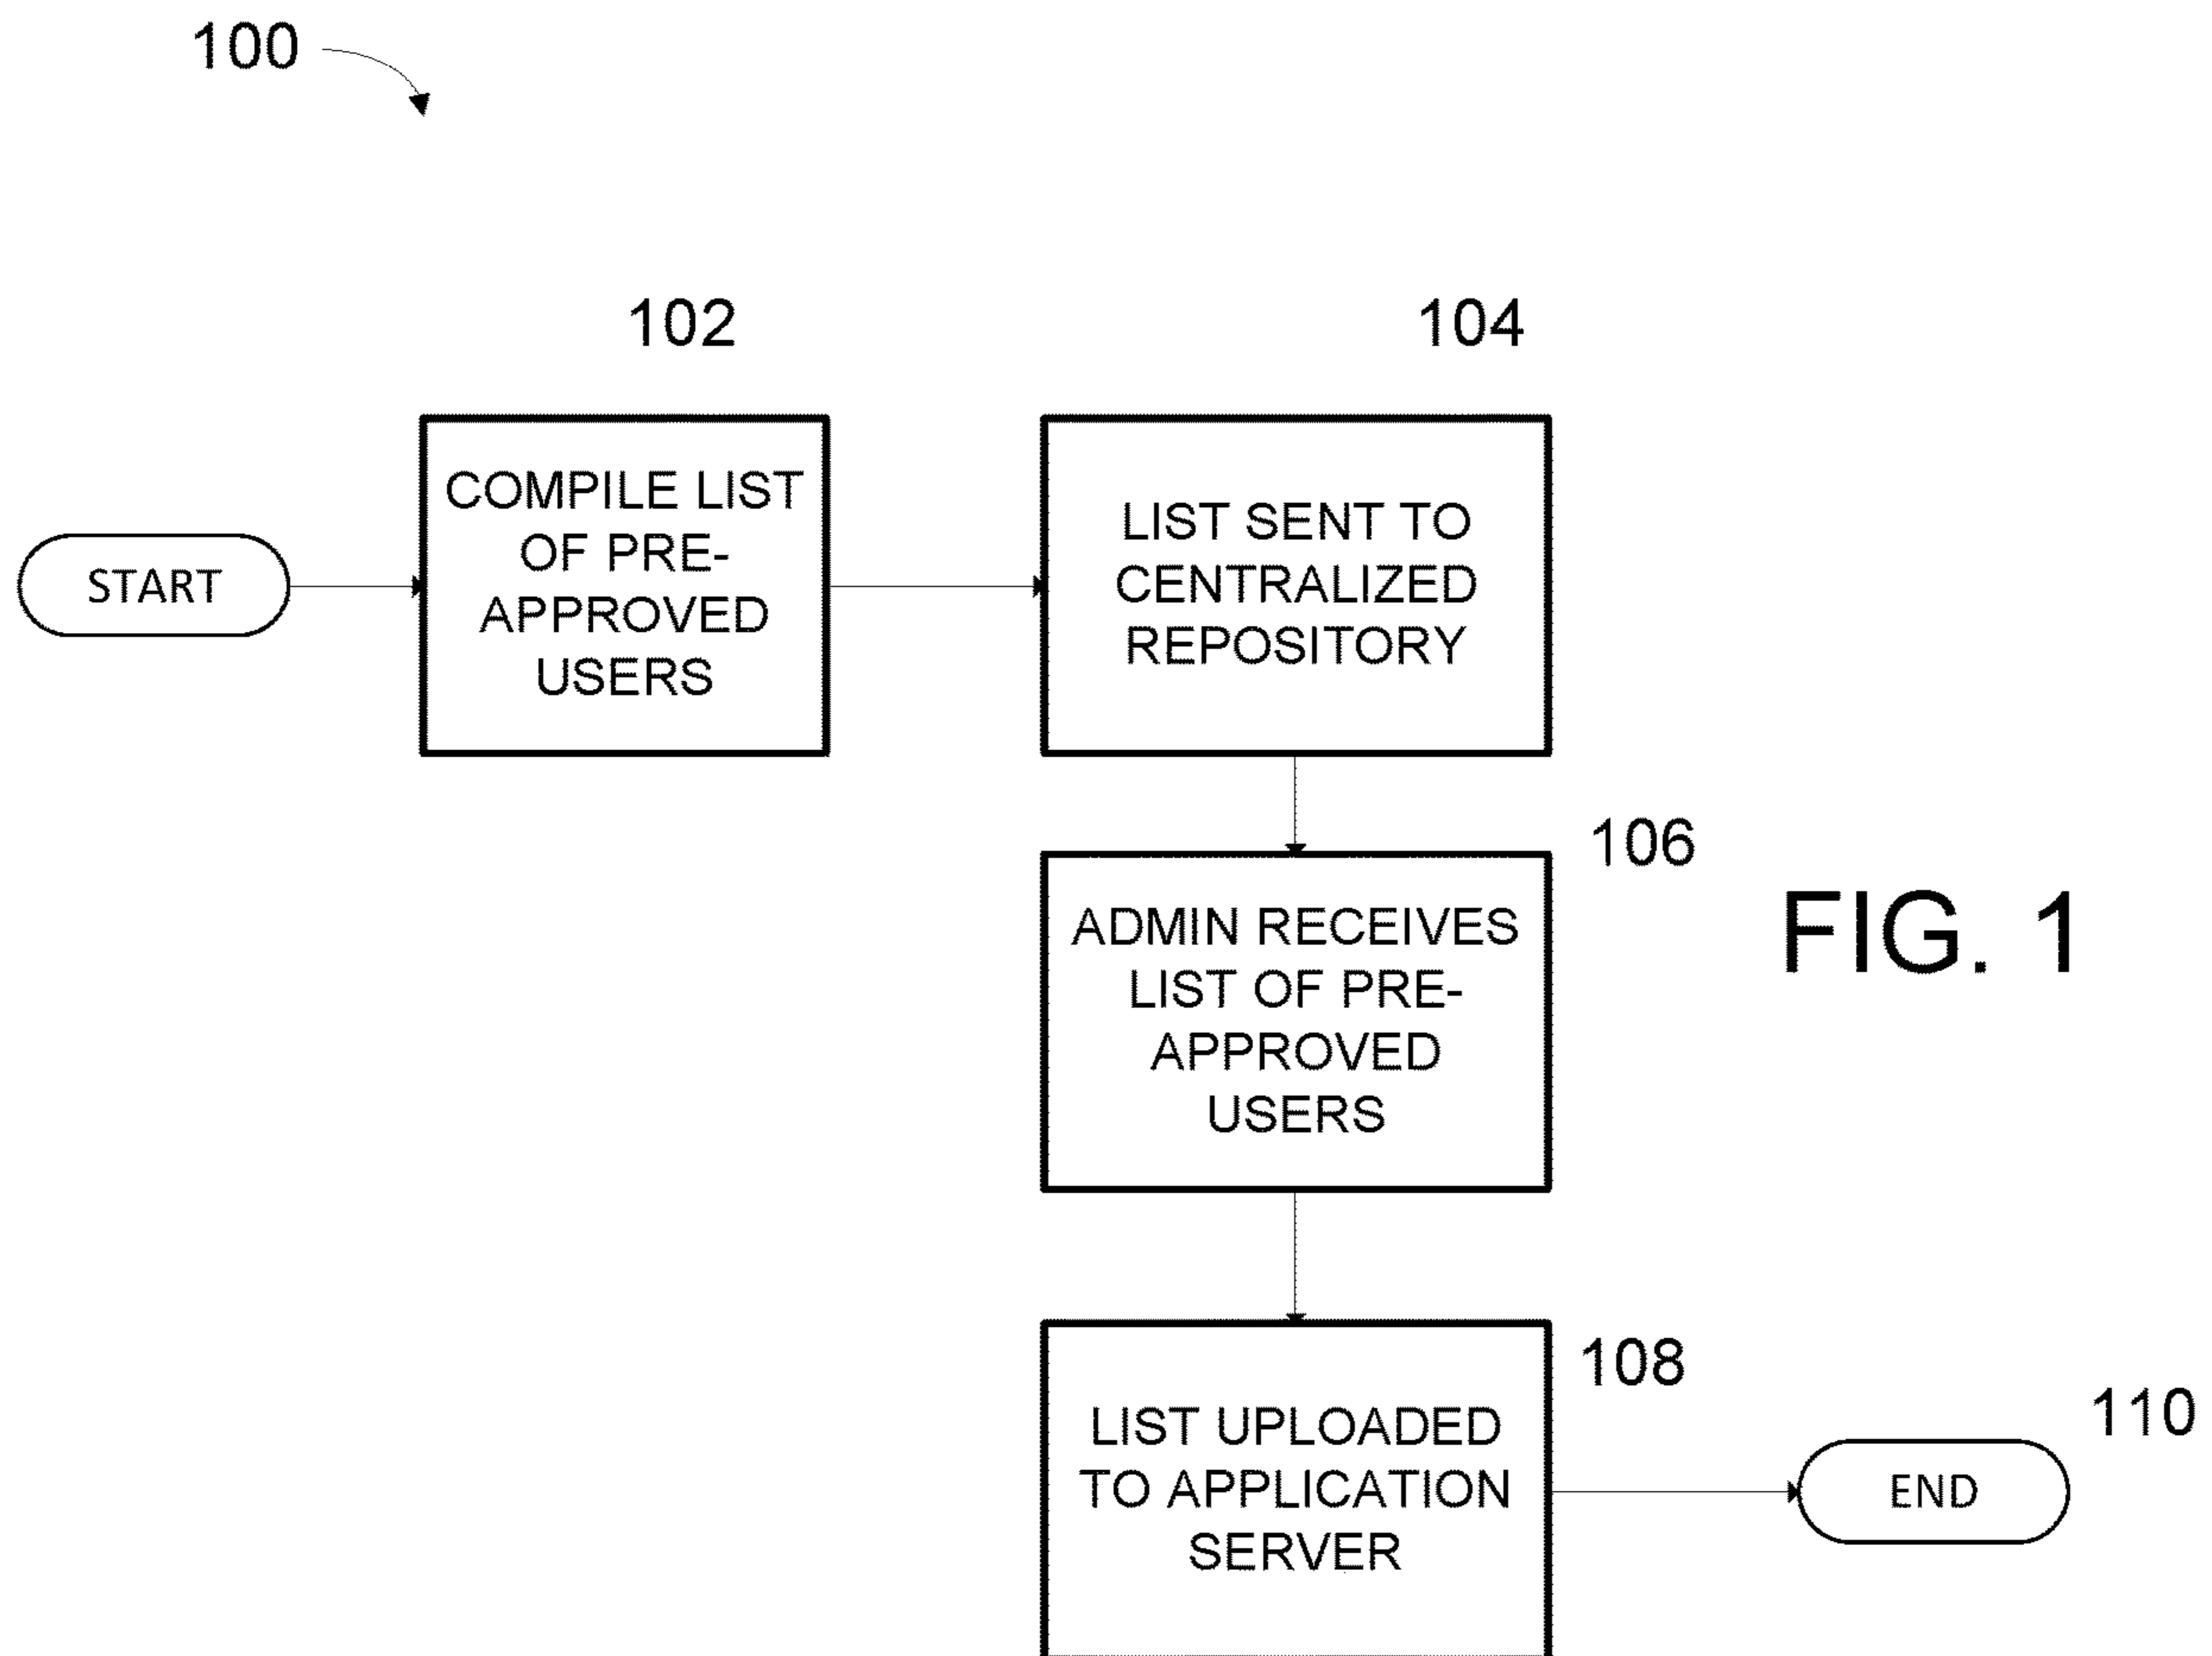 100
102
104
START
COMPILE LIST
OF PRE-
APPROVED
USERS
LIST SENT TO
CENTRALIZED
REPOSITORY
106
ADMIN RECEIVES
LIST OF PRE-
APPROVED
USERS
FIG. 1
108
LIST UPLOADED
TO APPLICATION
SERVER
110
END